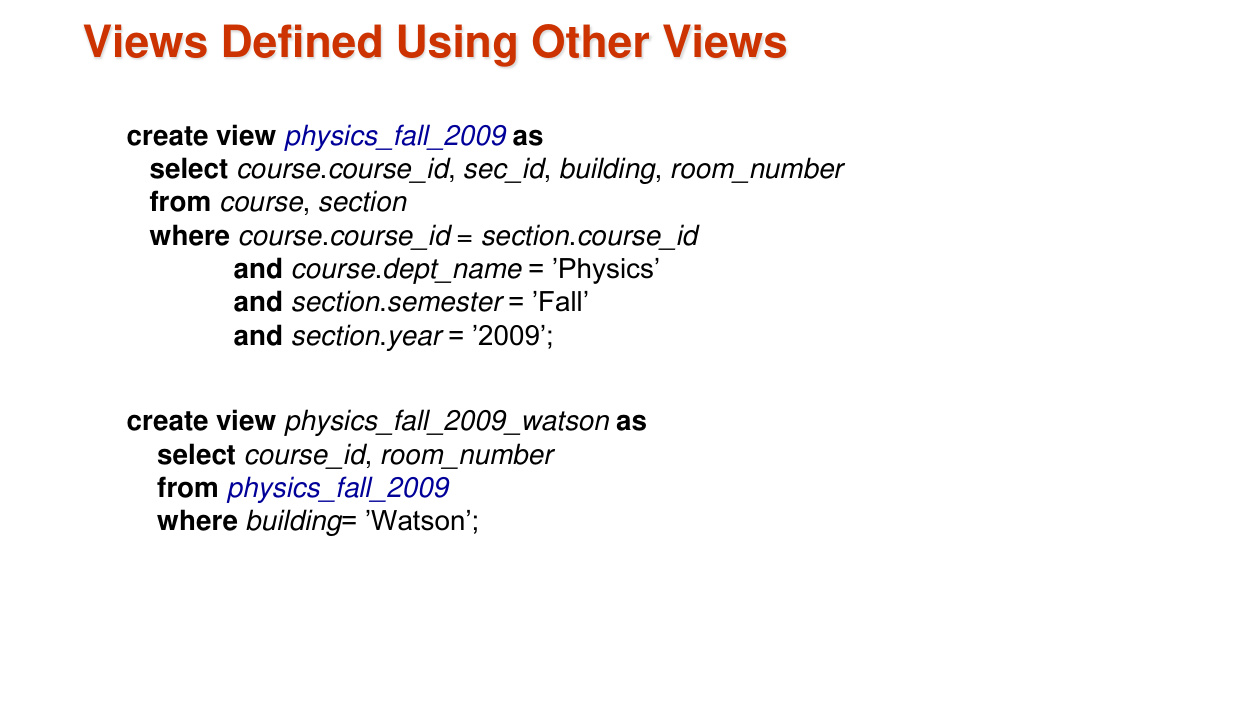 Views Defined Using Other Views
create view physics_fall_2009 as
select course.course_id, sec_id, building, room_number
from course, section
where course.course_id = section.course_id
and course.dept_name = ’Physics’
and section.semester = ’Fall’
and section.year = ’2009’;
create view physics_fall_2009_watson as
select course_id, room_number
from physics_fall_2009
where building= ’Watson’;